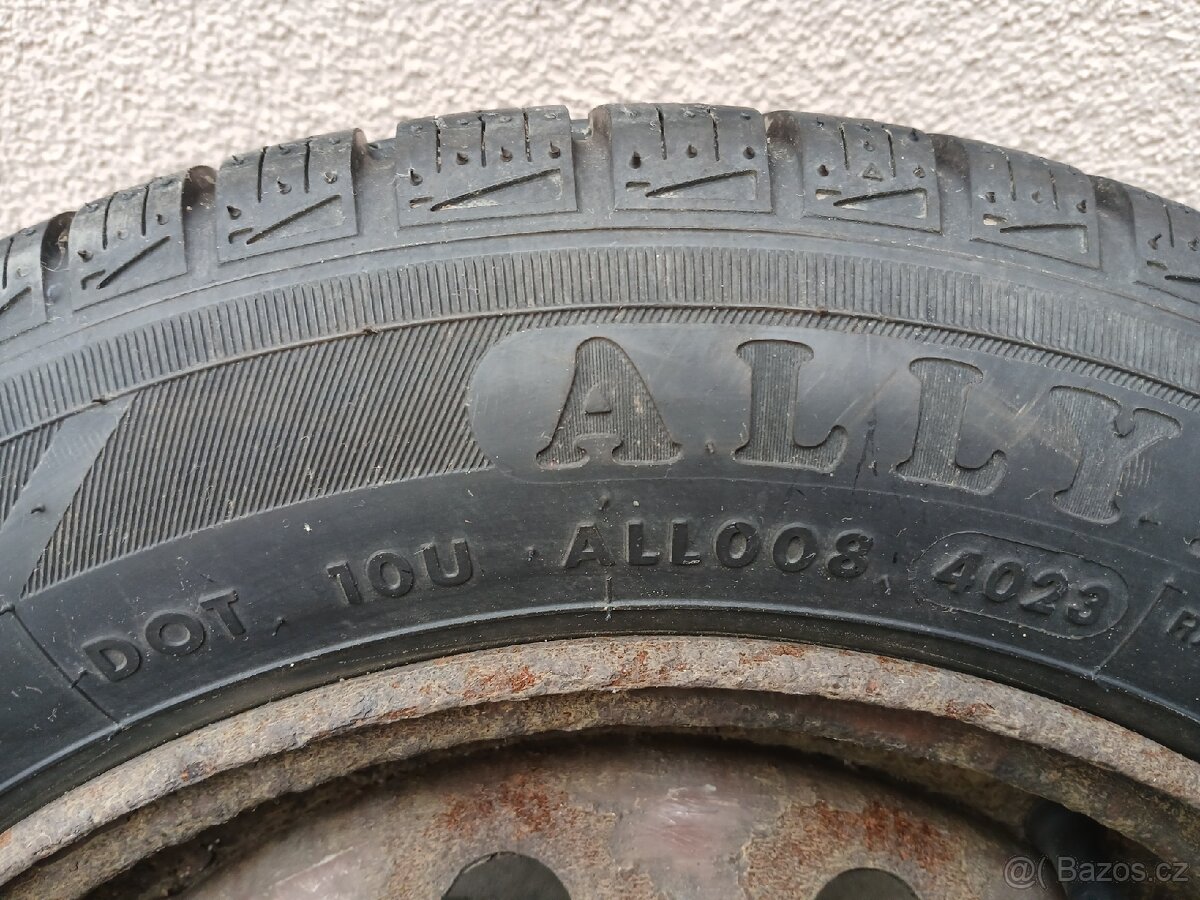 ALLY
DOT 10U ALL008 4023
@( Bazos.cz